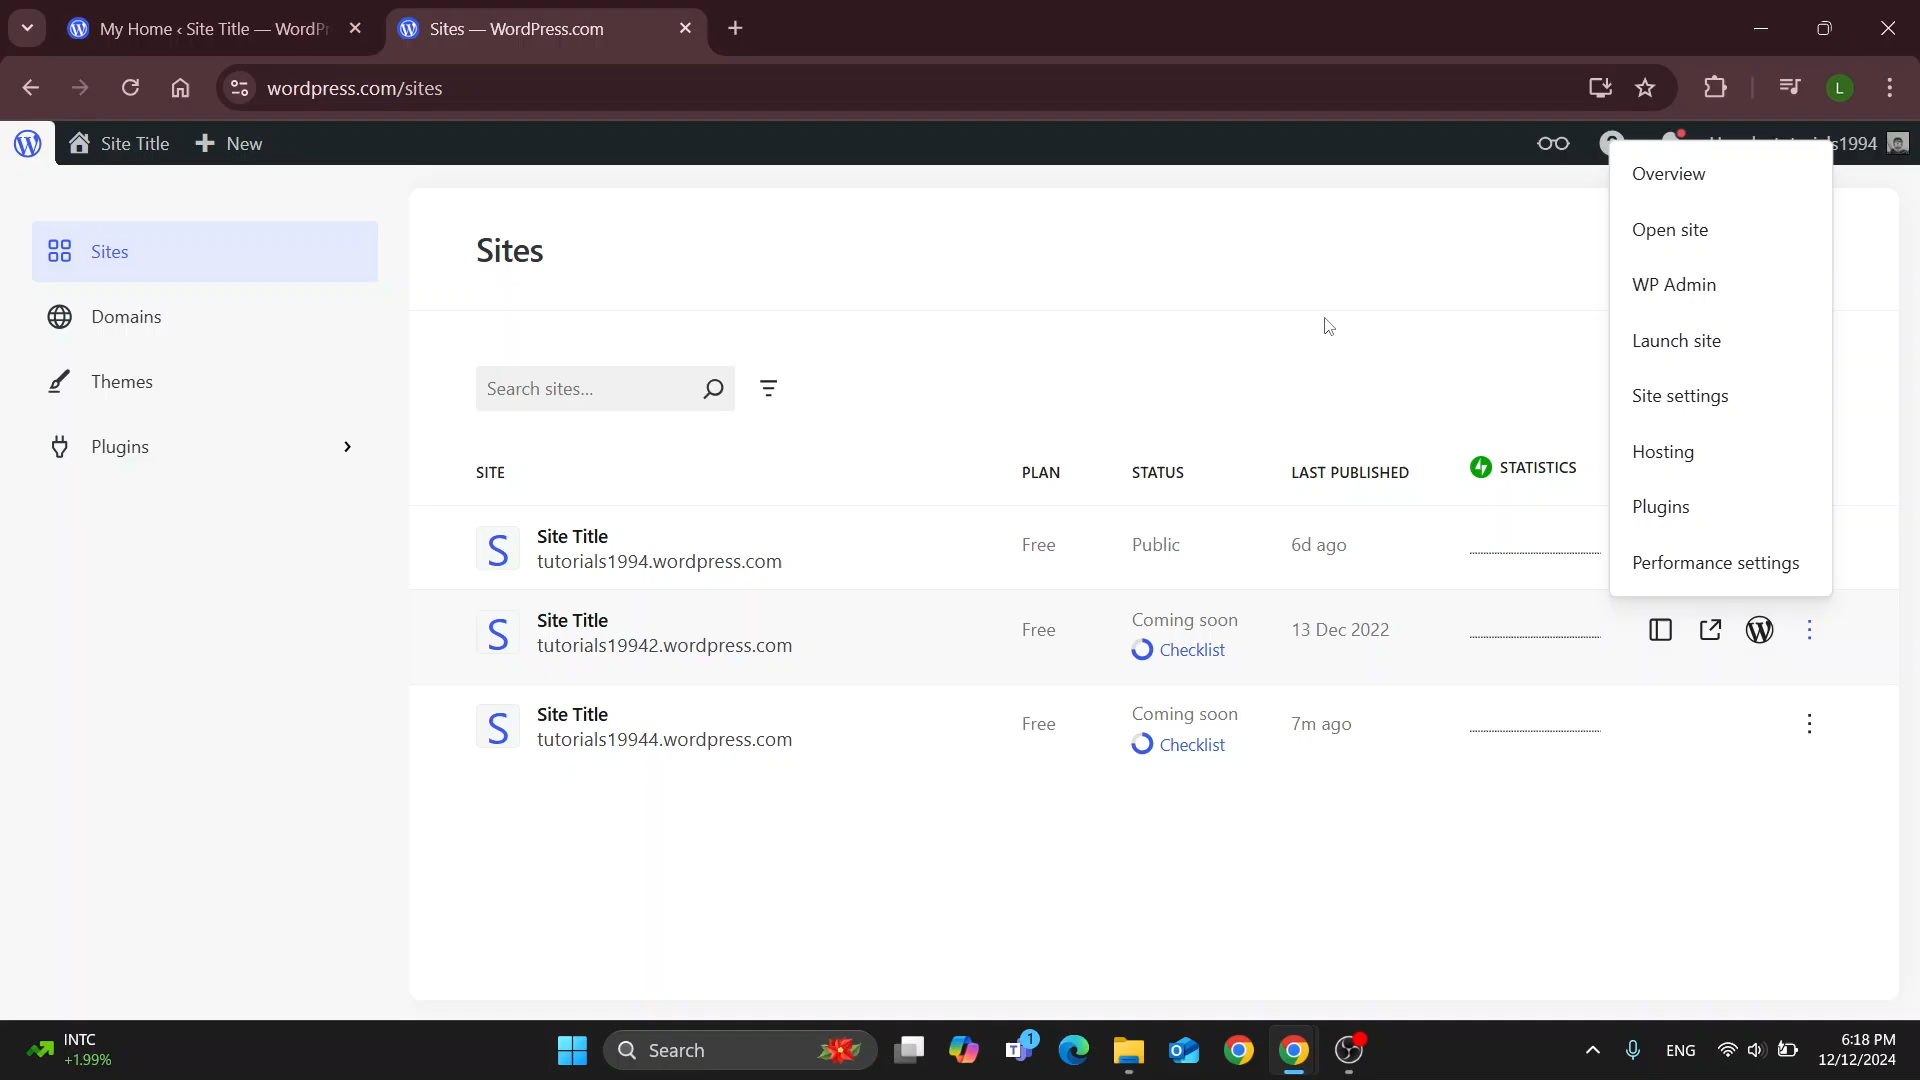 My Home ‹ Site Title — WordPr
Sites — WordPress.com
wordpress.com/sites
L
Site Title
New
s1994
Sites
Domains
Themes
Plugins
Sites
Search sites...
SITE
PLAN
STATUS
LAST PUBLISHED
STATISTICS
S
Site Title
tutorials1994.wordpress.com
Free
Public
6d ago
S
Site Title
tutorials19942.wordpress.com
Free
Coming soon
Checklist
13 Dec 2022
S
Site Title
tutorials19944.wordpress.com
Free
Coming soon
Checklist
7m ago
Overview
Open site
WP Admin
Launch site
Site settings
Hosting
Plugins
Performance settings
INTC
+1.99%
Search
1
ENG
6:18 PM
12/12/2024